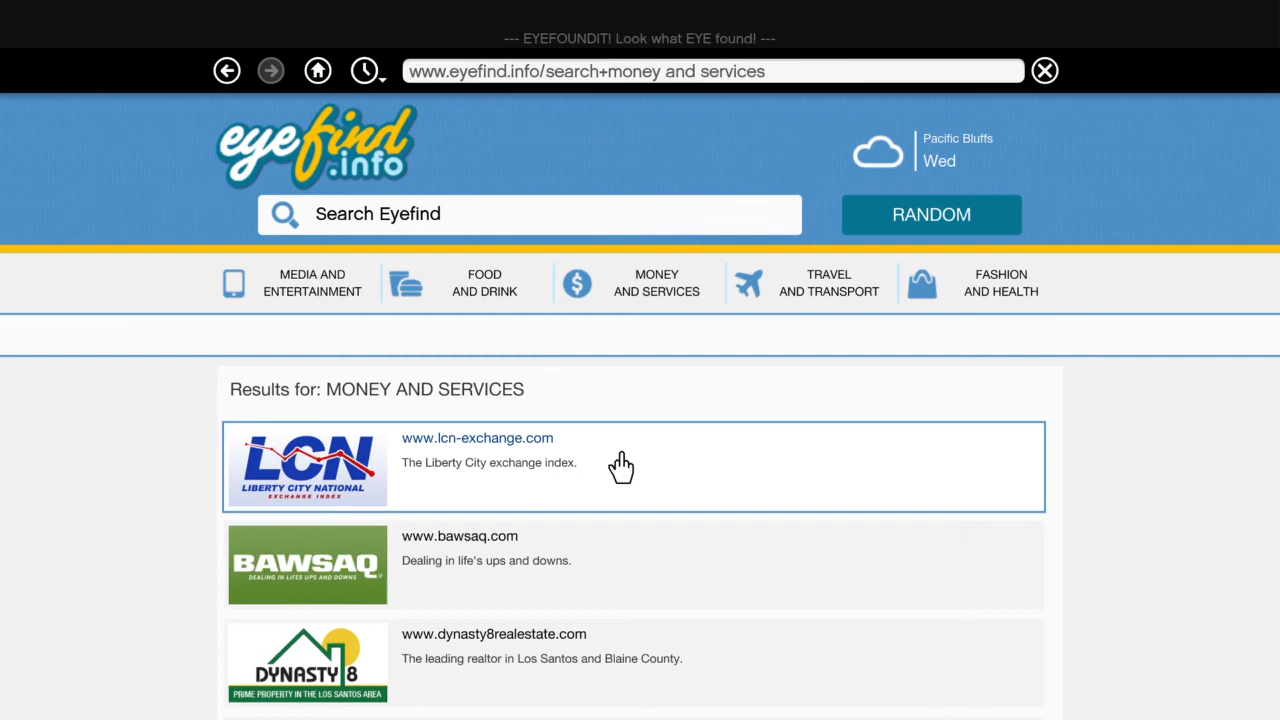 --- EYEFOUNDIT! Look what EYE found! ---
www.eyefind.info/search+money and services
eyefind
.info
Pacific Bluffs
Wed
Search Eyefind
RANDOM
MEDIA AND
ENTERTAINMENT
FOOD
AND DRINK
MONEY
AND SERVICES
TRAVEL
AND TRANSPORT
FASHION
AND HEALTH
Results for: MONEY AND SERVICES
LCN
LIBERTY CITY NATIONAL
EXCHANGE INDEX
www.lcn-exchange.com
The Liberty City exchange index.
BAWSAQ
DEALING IN LIFES UPS AND DOWNS
www.bawsaq.com
Dealing in life's ups and downs.
DYNASTY 8
PRIME PROPERTY IN THE LOS SANTOS AREA
www.dynasty8realestate.com
The leading realtor in Los Santos and Blaine County.